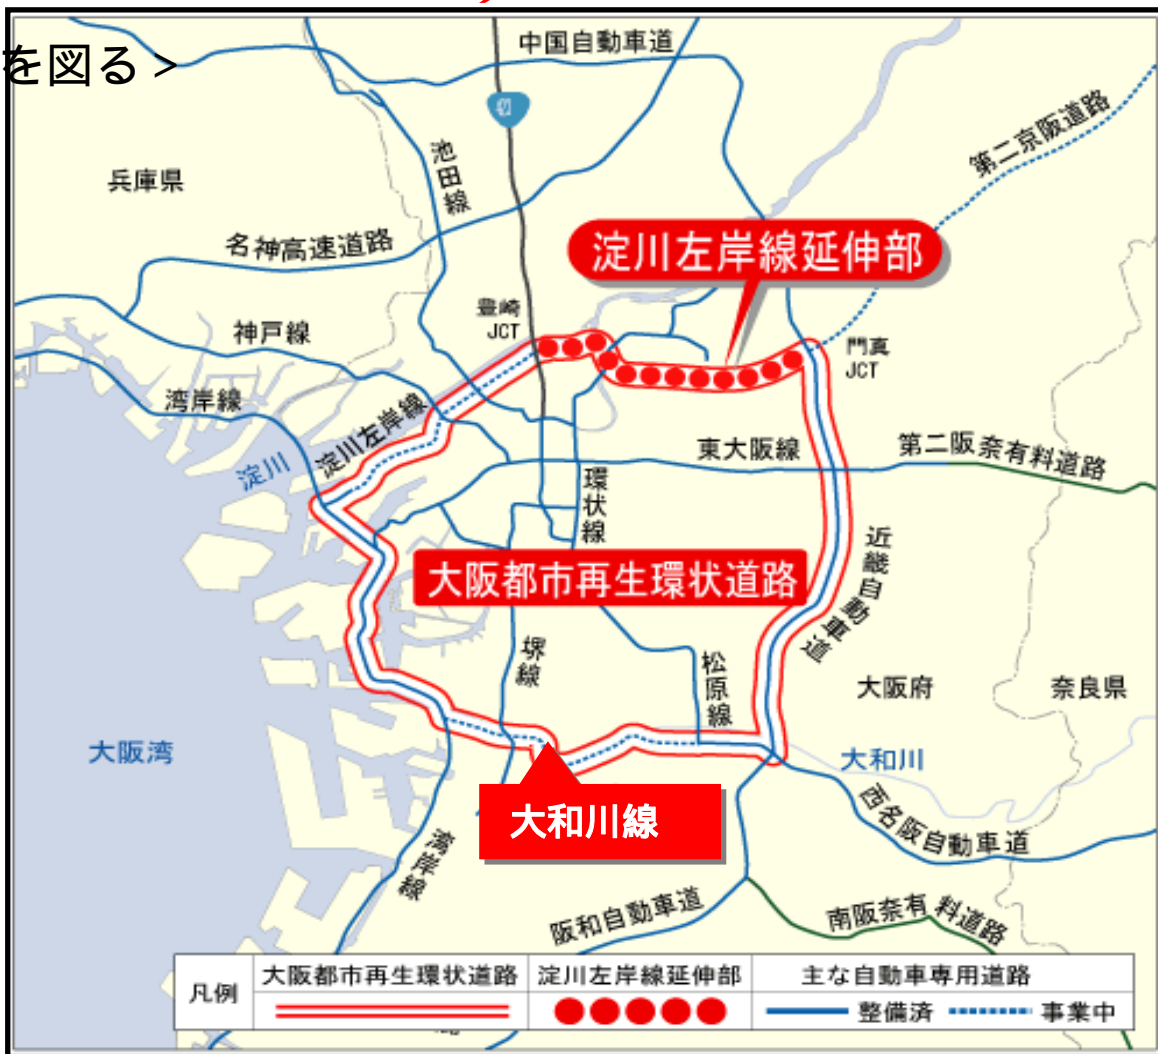 を図る>
中国自動車道
423
池田線
第二京阪道路
兵庫県
名神高速道路
淀川左岸線延伸部
豊崎
JCT
神戸線
門真
JCT
湾岸線
淀川左岸線
淀川
東大阪線
第二阪奈有料道路
環状線
近畿自動車道
大阪都市再生環状道路
堺線
松原線
大阪府
奈良県
大阪湾
大和川
大和川線
西名阪自動車道
湾岸線
阪和自動車道
南阪奈有料道路
凡例
大阪都市再生環状道路
淀川左岸線延伸部
主な自動車専用道路
整備済
事業中